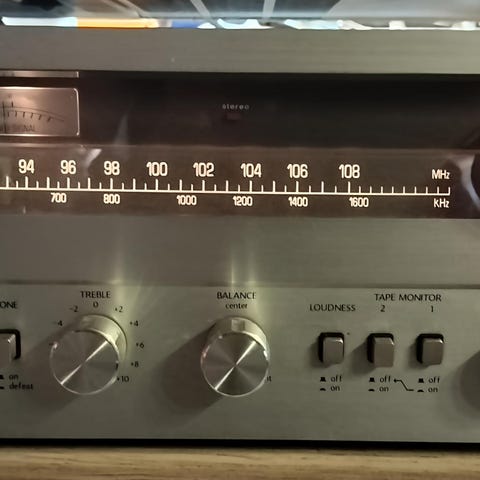 stereo
SIGNAL
94 96 98 100 102 104 106 108 MHz
700 800 1000 1200 1400 1600 kHz
TREBLE
BALANCE
TAPE MONITOR
-2 0 +2
center
LOUDNESS
2 1
ONE
-4 +4
+6
+8
+10
on
defeat
off
on
off
on
off
on